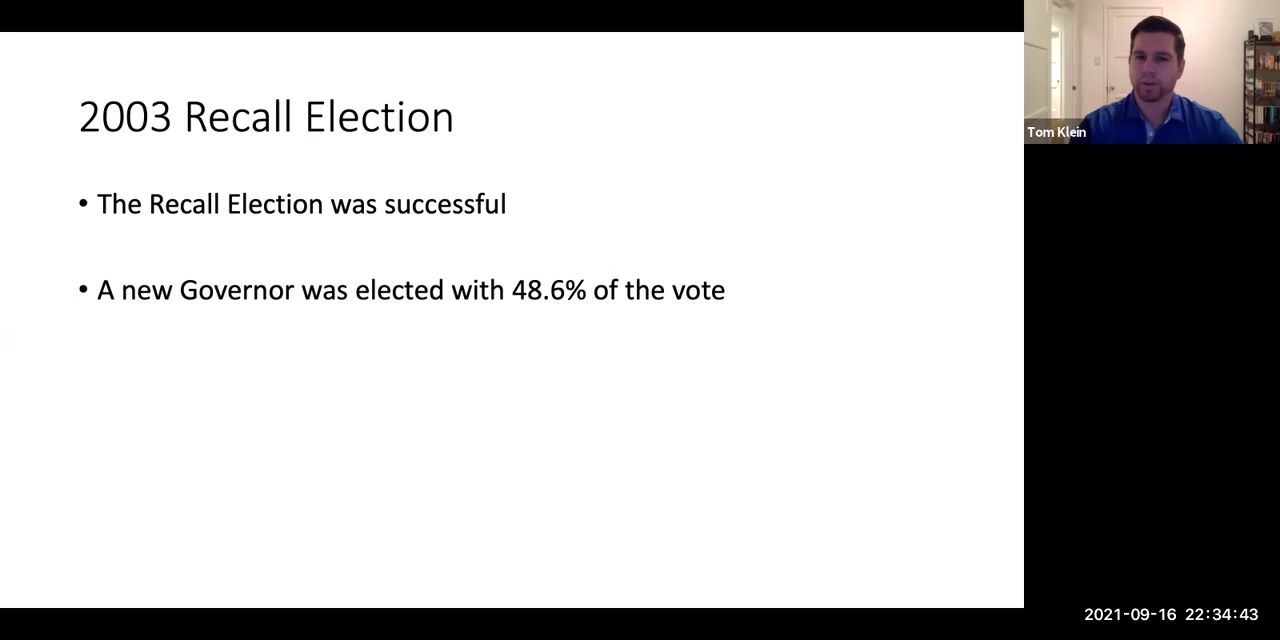 2003 Recall Election
• The Recall Election was successful
• A new Governor was elected with 48.6% of the vote
Tom Klein
2021-09-16 22:34:43